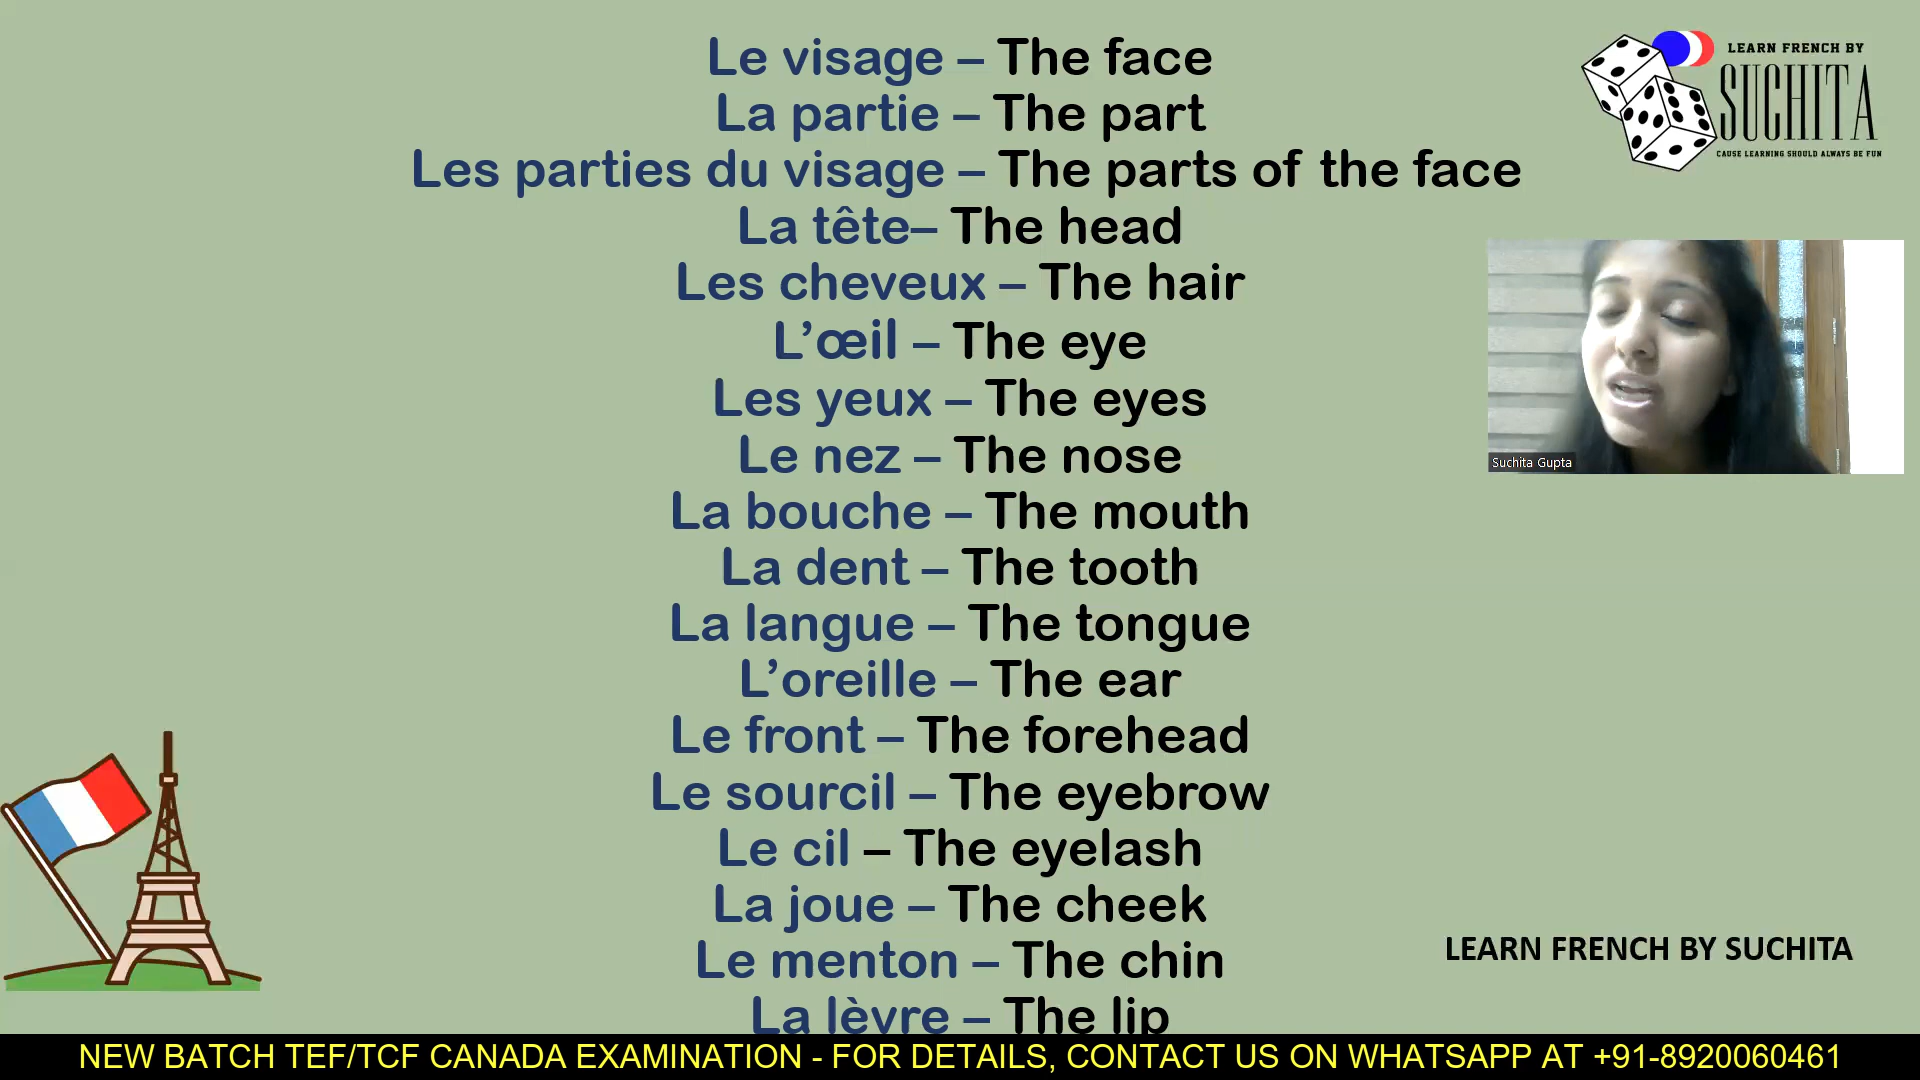 Le visage – The face
La partie – The part
Les parties du visage – The parts of the face
La tête– The head
Les cheveux – The hair
L’œil – The eye
Les yeux – The eyes
Le nez – The nose
La bouche – The mouth
La dent – The tooth
La langue – The tongue
L’oreille – The ear
Le front – The forehead
Le sourcil – The eyebrow
Le cil – The eyelash
La joue – The cheek
Le menton – The chin
La lèvre – The lip
LEARN FRENCH BY
SUCHITA
CAUSE LEARNING SHOULD ALWAYS BE FUN
Suchita Gupta
LEARN FRENCH BY SUCHITA
NEW BATCH TEF/TCF CANADA EXAMINATION - FOR DETAILS, CONTACT US ON WHATSAPP AT +91-8920060461